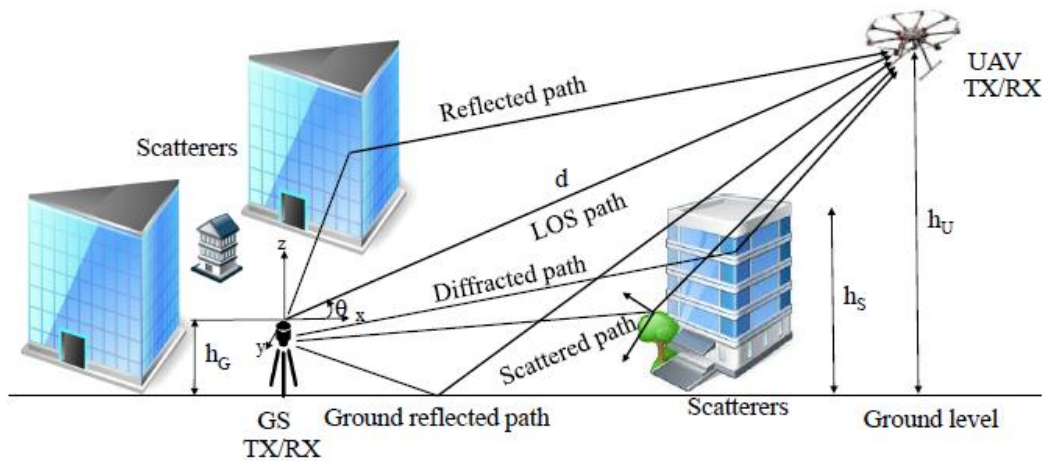 UAV
TX/RX
Reflected path
Scatterers
d
LOS path
h_U
z
Diffracted path
h_S
θ
x
y
Scattered path
h_G
GS
TX/RX
Ground reflected path
Scatterers
Ground level